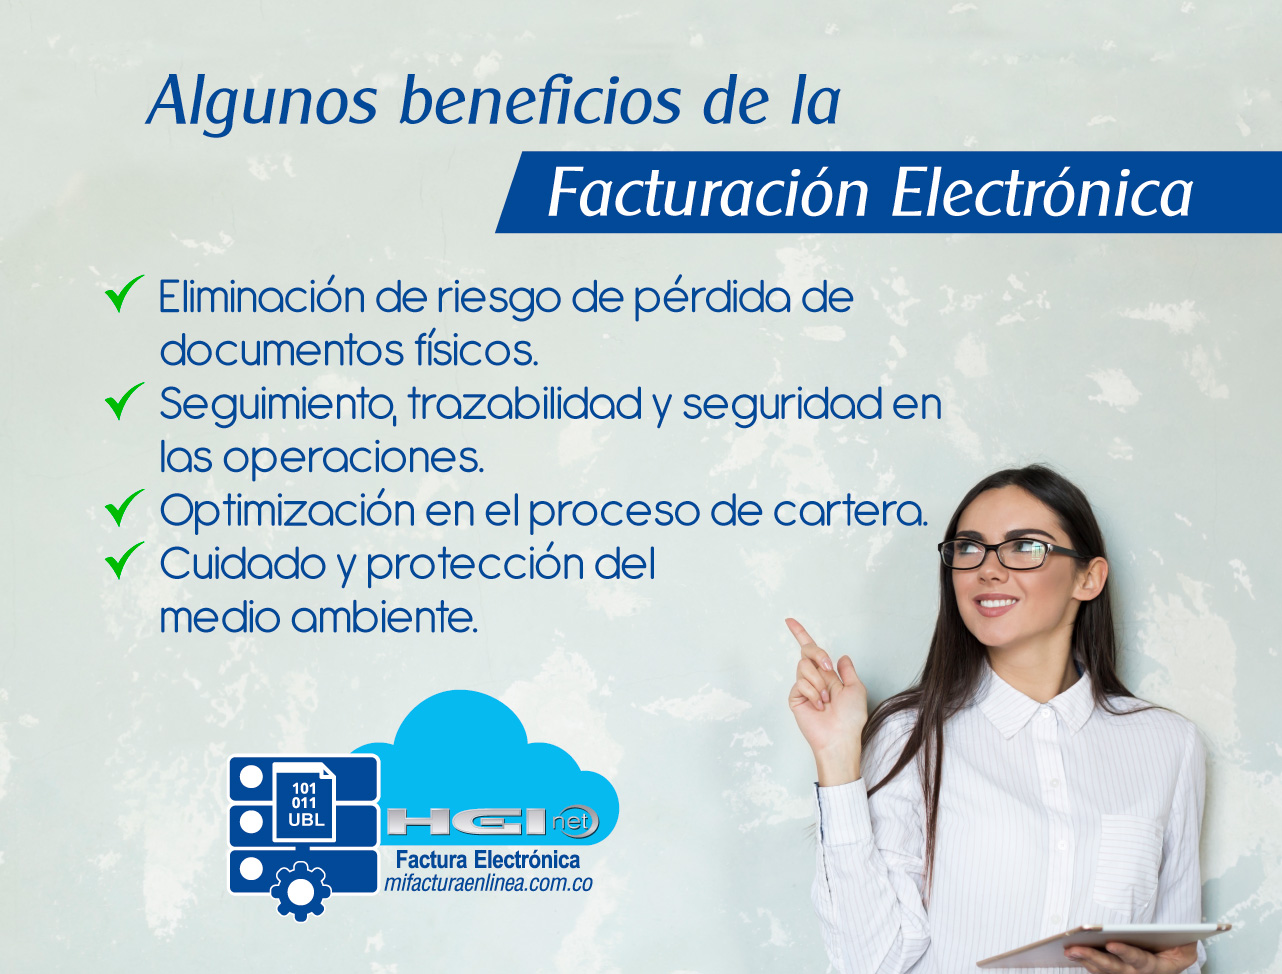 Algunos beneficios de la
Facturación Electrónica
Eliminación de riesgo de pérdida de
documentos físicos.
Seguimiento, trazabilidad y seguridad en
las operaciones.
Optimización en el proceso de cartera.
Cuidado y protección del
medio ambiente.
101
011
UBL
HGI net
Factura Electrónica
mifacturaenlinea.com.co